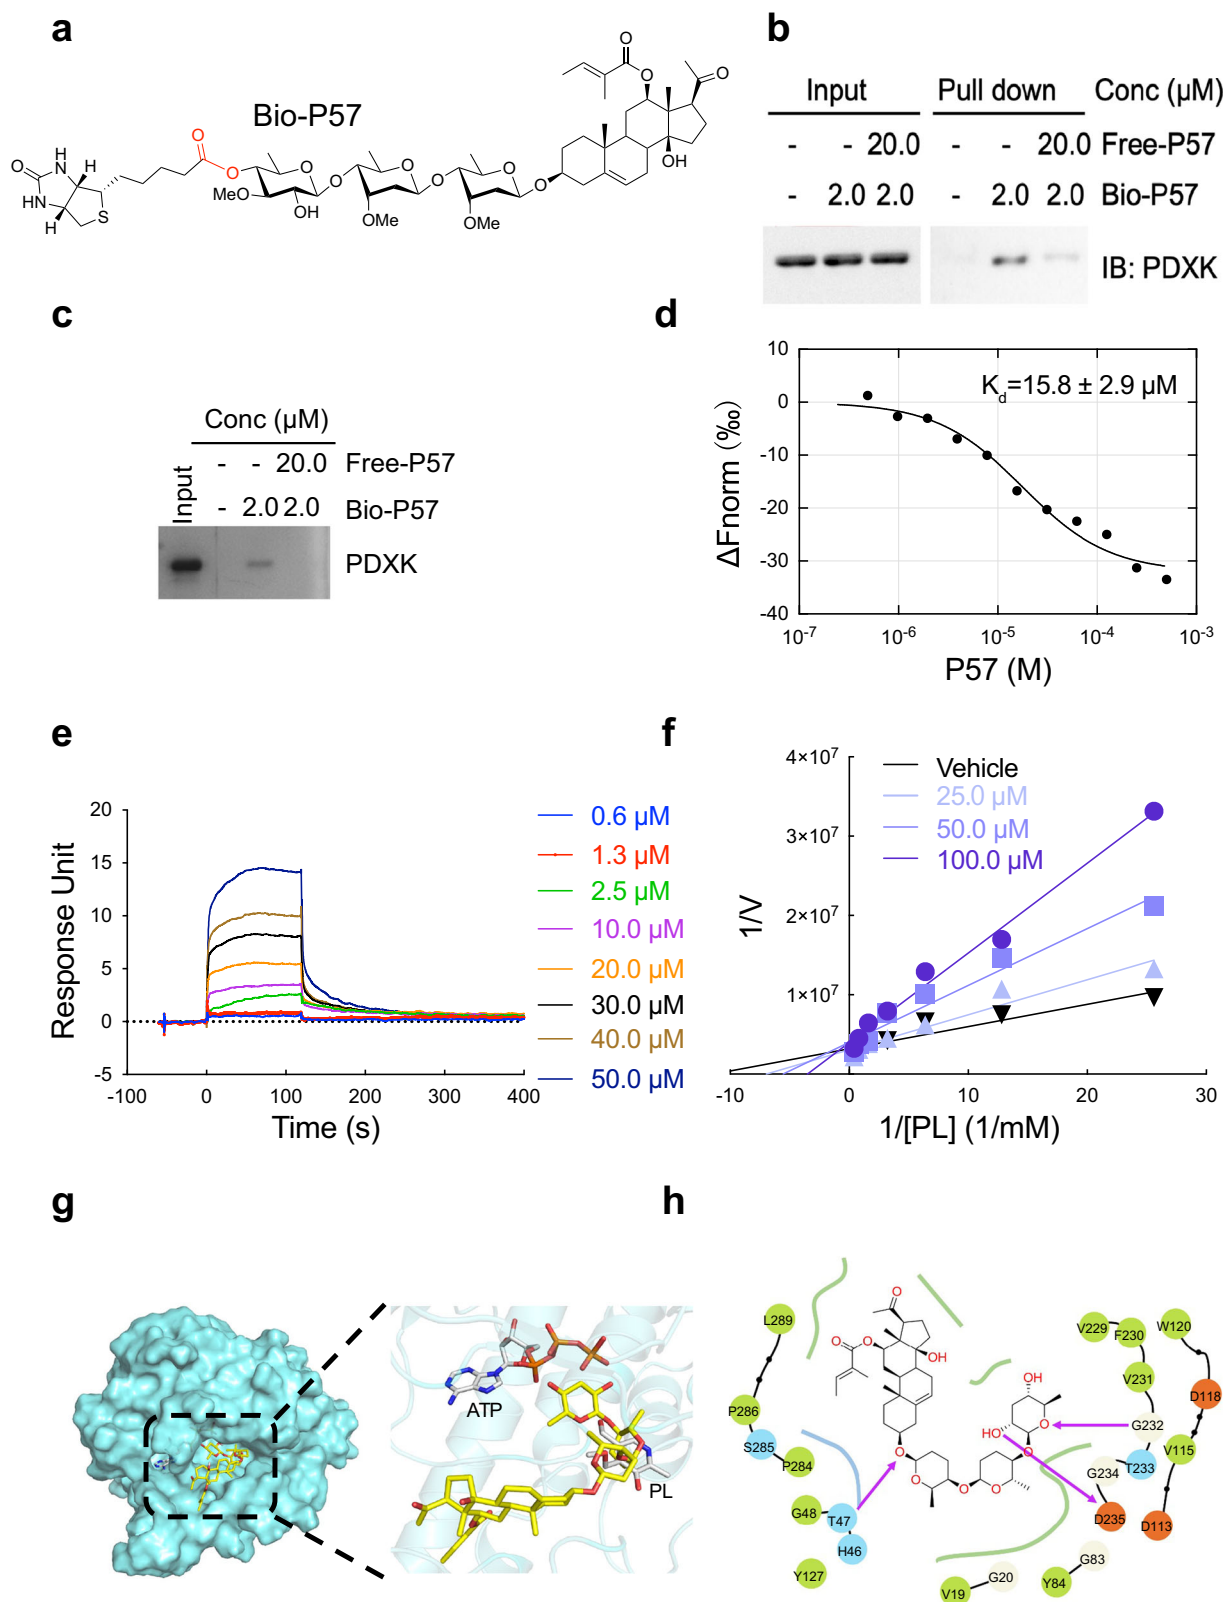 a
Bio-P57
O
O
O
O
O
OH
O
O
O
O
O
O
O
O
MeO
OH
OMe
OMe
O
NH
HN
H
H
S
b
Input
Pull down
Conc (µM)
- - 20.0
- - 20.0
Free-P57
- 2.0 2.0
- 2.0 2.0
Bio-P57
IB: PDXK
c
Conc (µM)
Input
- - 20.0
Free-P57
- 2.0 2.0
Bio-P57
PDXK
d
Kd=15.8 ± 2.9 µM
10
0
-10
-20
-30
-40
ΔFnorm (‰)
10-7
10-6
10-5
10-4
10-3
P57 (M)
e
20
15
10
5
0
-5
Response Unit
-100
0
100
200
300
400
Time (s)
0.6 µM
1.3 µM
2.5 µM
10.0 µM
20.0 µM
30.0 µM
40.0 µM
50.0 µM
f
4×10⁷
3×10⁷
2×10⁷
1×10⁷
1/V
Vehicle
25.0 µM
50.0 µM
100.0 µM
-10
0
10
20
30
1/[PL] (1/mM)
g
ATP
PL
h
L289
P286
S285
P284
G48
T47
H46
Y127
V19
G20
Y84
G83
V229
F230
W120
V231
D118
G232
V115
T233
G234
D235
D113
O
O
O
OH
O
O
O
O
O
O
OH
HO